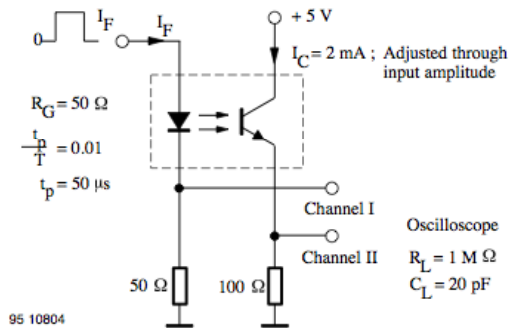 0
I_F
I_F
+ 5 V
I_C = 2 mA ; Adjusted through
input amplitude
R_G = 50 Ω
t_p
T
= 0.01
t_p = 50 µs
Channel I
Channel II
Oscilloscope
R_L = 1 M Ω
C_L = 20 pF
50 Ω
100 Ω
95 10804